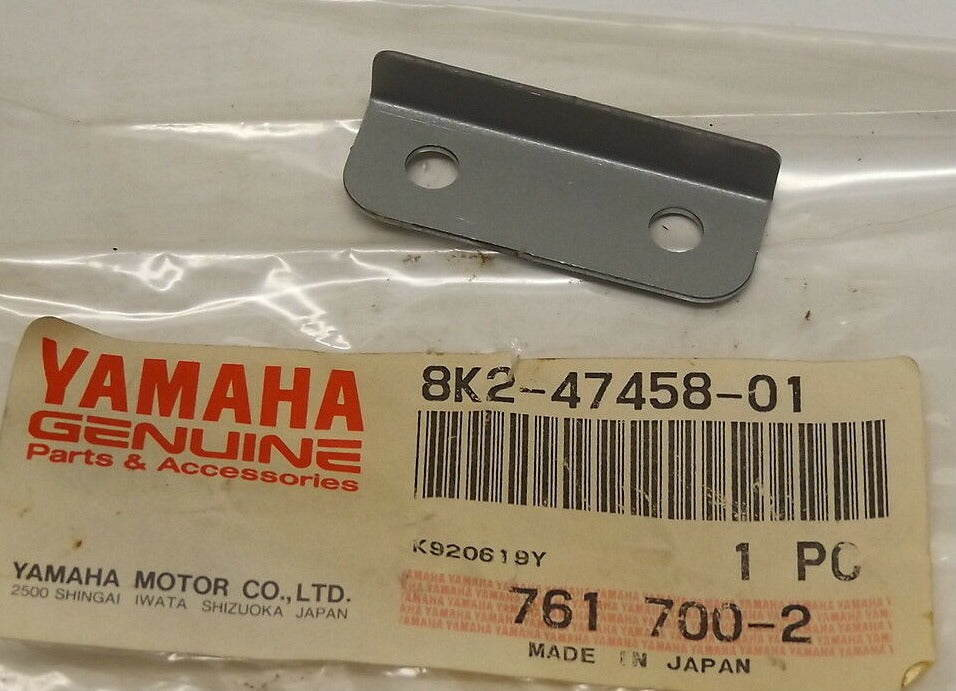 YAMAHA
GENUINE
Parts & Accessories
8K2-47458-01
K920619Y
1 PC
YAMAHA MOTOR CO.,LTD.
2500 SHINGAI IWATA SHIZUOKA JAPAN
761 700-2
MADE IN JAPAN